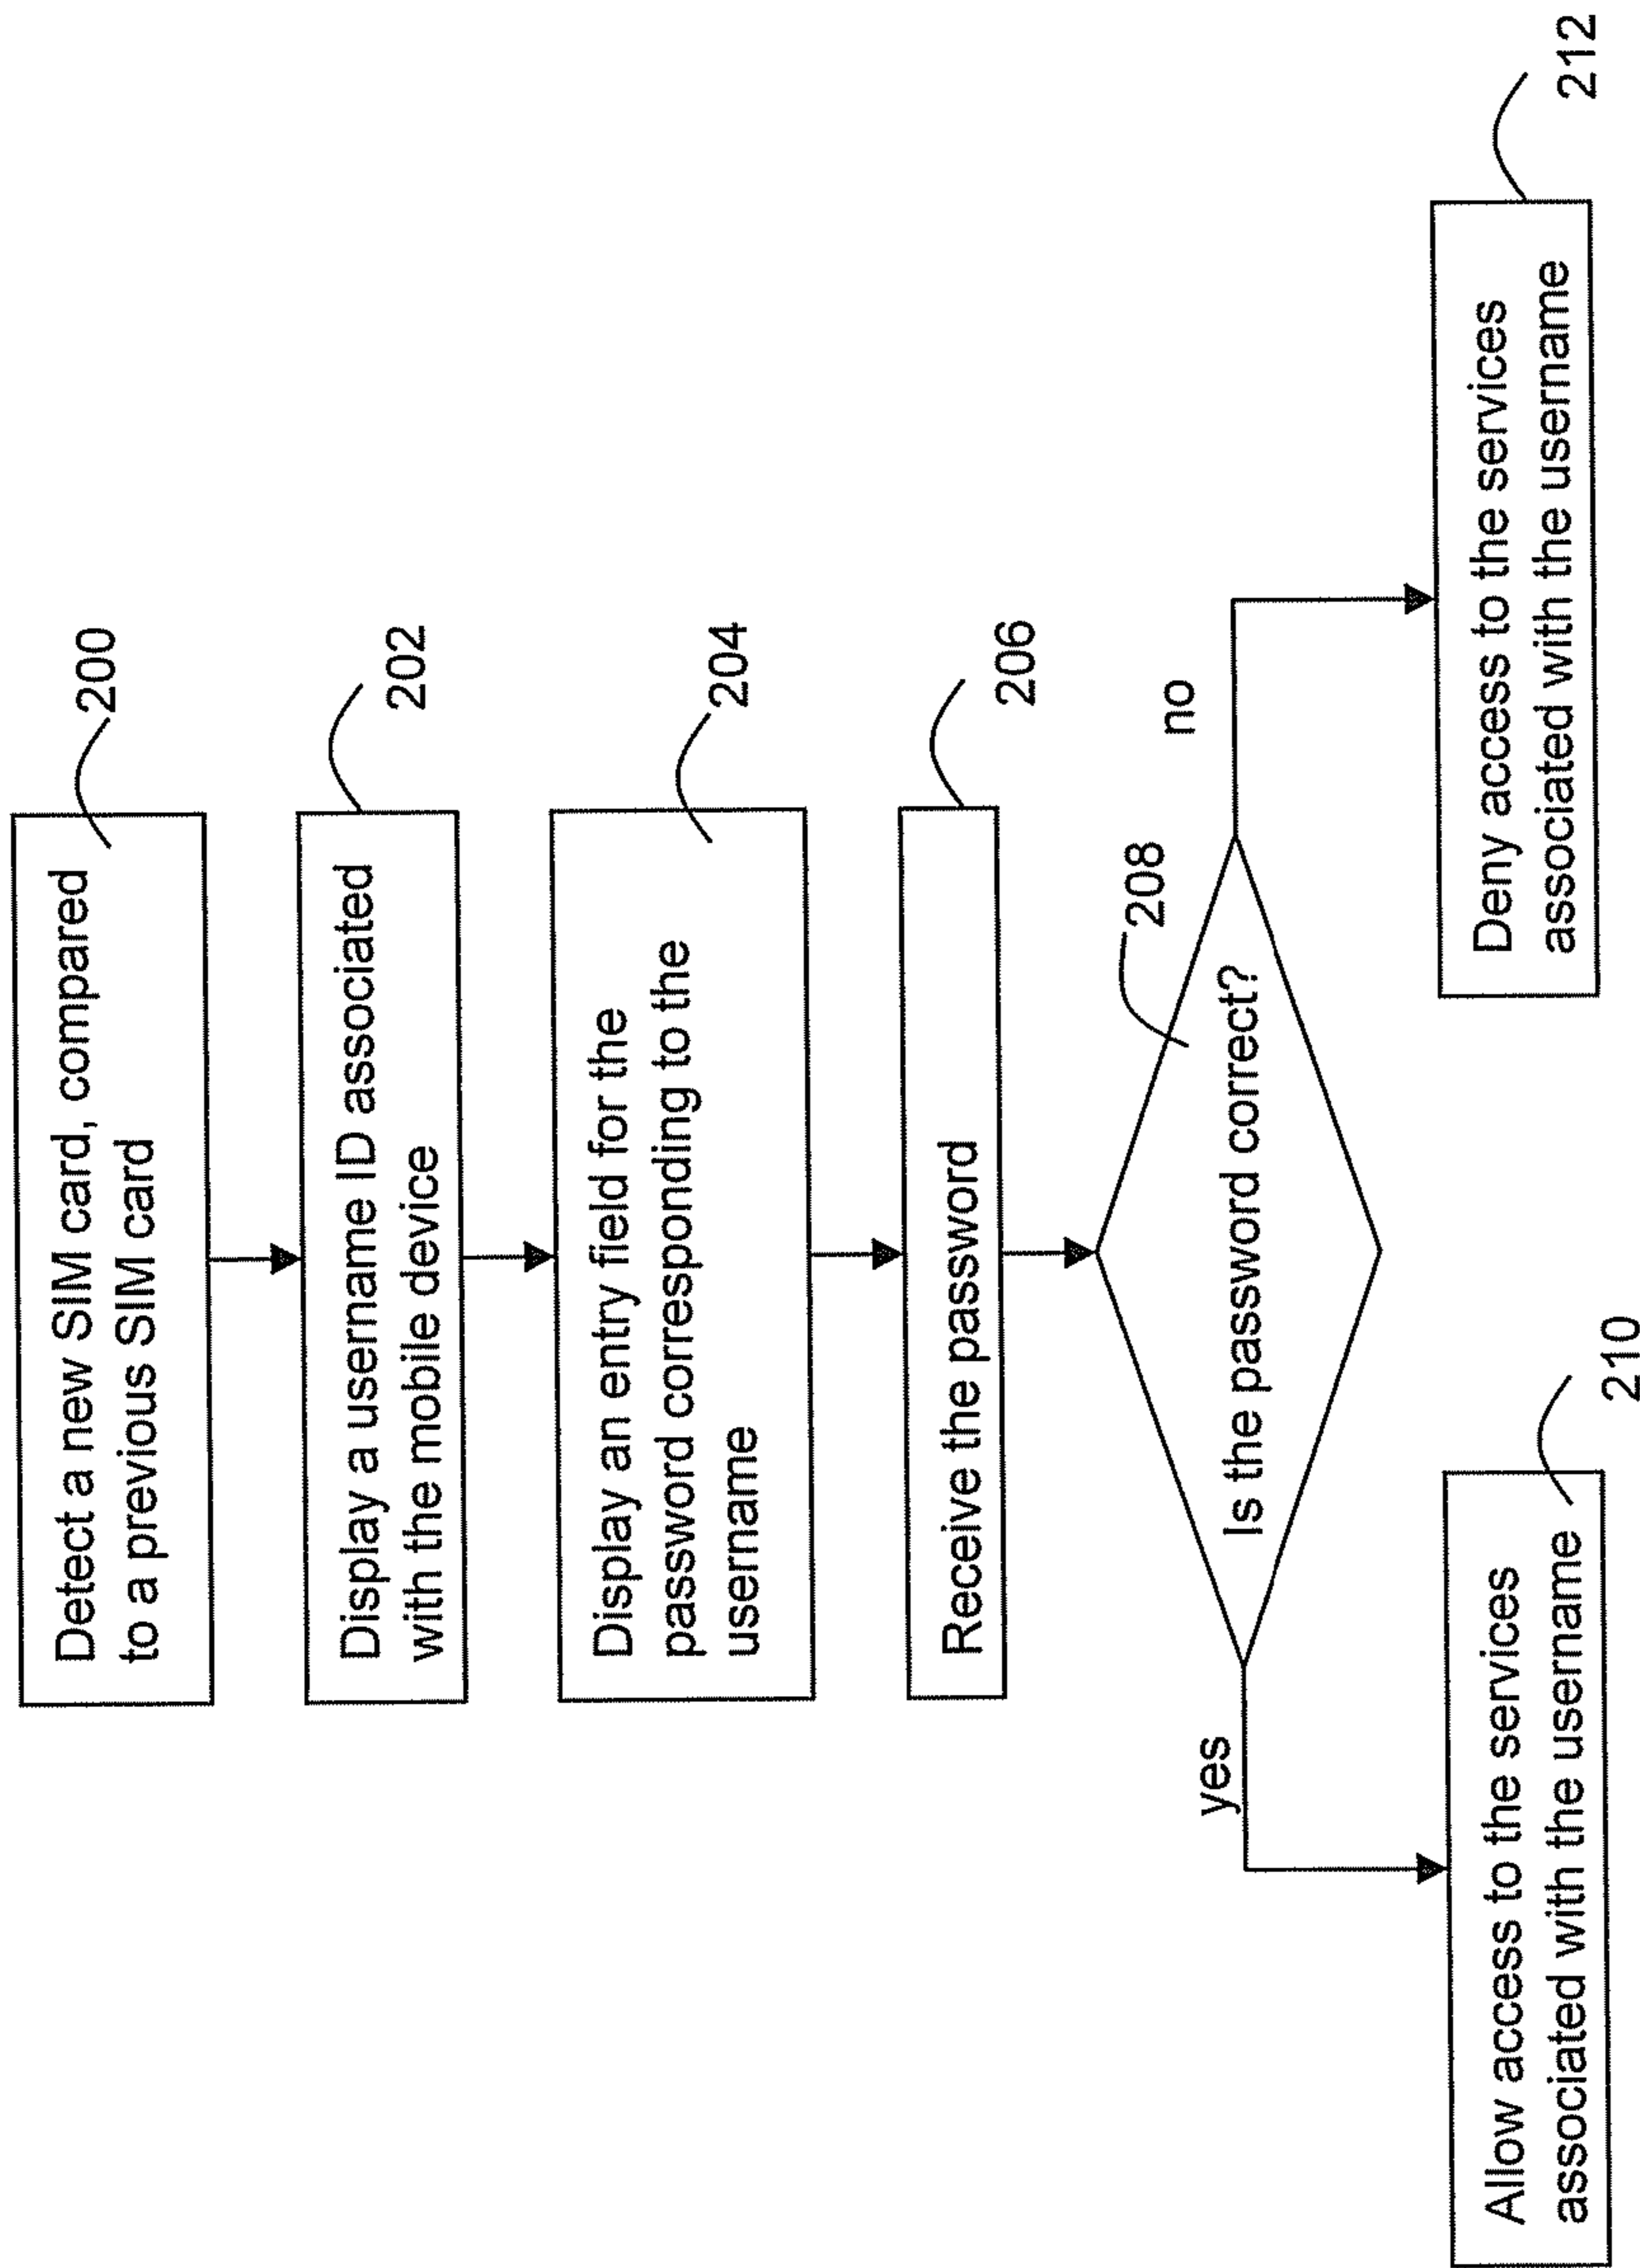 200
Detect a new SIM card, compared
to a previous SIM card
202
Display a username ID associated
with the mobile device
204
Display an entry field for the
password corresponding to the
username
206
Receive the password
208
Is the password correct?
yes
no
210
Allow access to the services
associated with the username
212
Deny access to the services
associated with the username